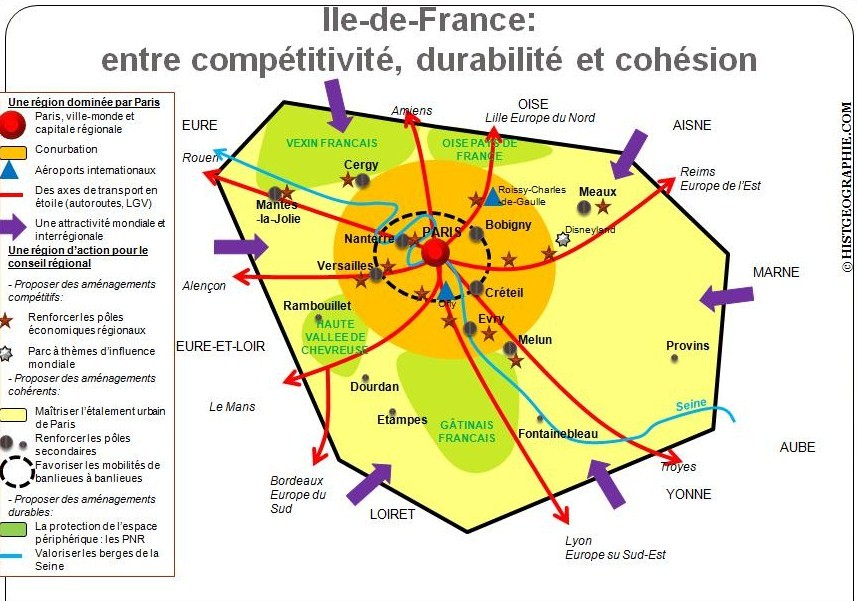 Ile-de-France:
entre compétitivité, durabilité et cohésion
Une région dominée par Paris
Paris, ville-monde et
capitale régionale
Conurbation
Aéroports internationaux
Des axes de transport en
étoile (autoroutes, LGV)
Une attractivité mondiale et
interrégionale
Une région d'action pour le
conseil régional
- Proposer des aménagements
compétitifs:
Renforcer les pôles
économiques régionaux
Parc à thèmes d'influence
mondiale
- Proposer des aménagements
cohérents:
Maîtriser l'étalement urbain
de Paris
Renforcer les pôles
secondaires
Favoriser les mobilités de
banlieues à banlieues
- Proposer des aménagements
durables:
La protection de l'espace
périphérique : les PNR
Valoriser les berges de la
Seine
EURE
Rouen
Amiens
OISE
Lille Europe du Nord
AISNE
Reims
Europe de l'Est
VEXIN FRANCAIS
OISE PAYS DE
FRANCE
Cergy
Mantes
-la-Jolie
Roissy-Charles
-de-Gaulle
Meaux
Disneyland
PARIS
Bobigny
Nanterre
Versailles
Créteil
Orly
Evry
Melun
MARNE
Alençon
Rambouillet
HAUTE
VALLEE DE
CHEVREUSE
EURE-ET-LOIR
Le Mans
Dourdan
Etampes
GÂTINAIS
FRANCAIS
Fontainebleau
Provins
Seine
AUBE
Troyes
YONNE
Bordeaux
Europe du
Sud
LOIRET
Lyon
Europe su Sud-Est
© HISTGEOGRAPHIE.COM